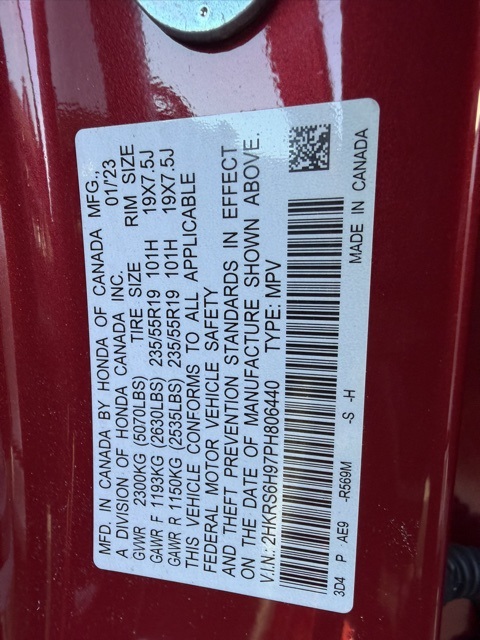 MFD. IN CANADA BY HONDA OF CANADA MFG.,
A DIVISION OF HONDA CANADA INC. 01/23
GVWR 2300KG (5070LBS) TIRE SIZE RIM SIZE
GAWR F 1193KG (2630LBS) 235/55R19 101H 19X7.5J
GAWR R 1150KG (2535LBS) 235/55R19 101H 19X7.5J
THIS VEHICLE CONFORMS TO ALL APPLICABLE
FEDERAL MOTOR VEHICLE SAFETY
AND THEFT PREVENTION STANDARDS IN EFFECT
ON THE DATE OF MANUFACTURE SHOWN ABOVE.
V.I.N.: 2HKRS6H97PH806440 TYPE: MPV
3D4 P AE9 -R569M -S -H MADE IN CANADA